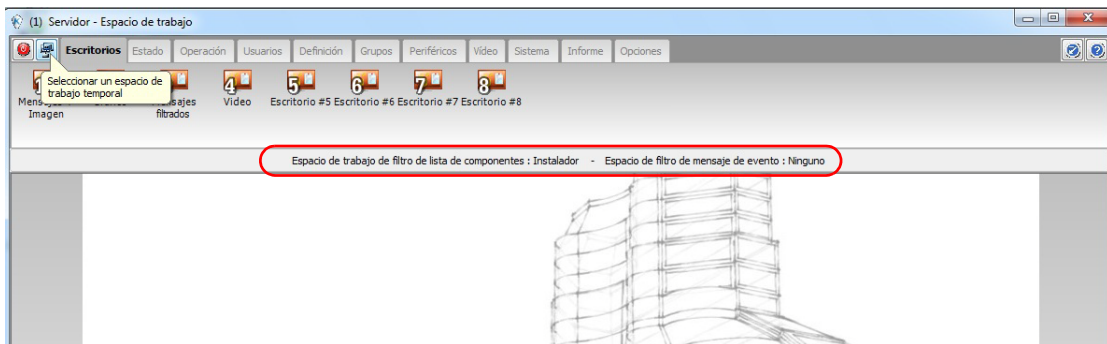 (1) Servidor - Espacio de trabajo
Escritorios Estado Operación Usuarios Definición Grupos Periféricos Vídeo Sistema Informe Opciones
Seleccionar un espacio de
trabajo temporal
4 5 6 7 8
sajes Video Escritorio #5 Escritorio #6 Escritorio #7 Escritorio #8
Imagen filtrados
Espacio de trabajo de filtro de lista de componentes : Instalador - Espacio de filtro de mensaje de evento : Ninguno